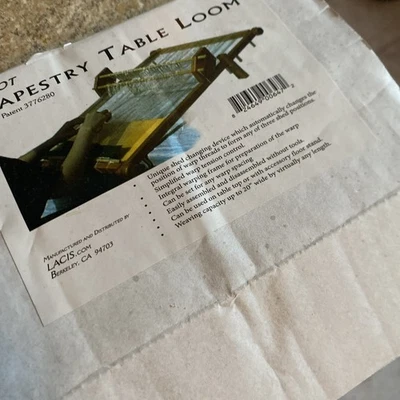 OT
TAPESTRY TABLE LOOM
Patent 3776280
Unique shed changing device which automatically changes the
position of warp threads to form any of three shed positions.
Simplified warp tension control.
Integral warping frame for preparation of the warp
Can be set for any warp spacing.
Easily assembled and disassembled without tools.
Can be used on table top or with accessory floor stand.
Weaving capacity up to 20" wide by virtually any length.
MANUFACTURED AND DISTRIBUTED BY
LACIS.COM
BERKELEY, CA 94703